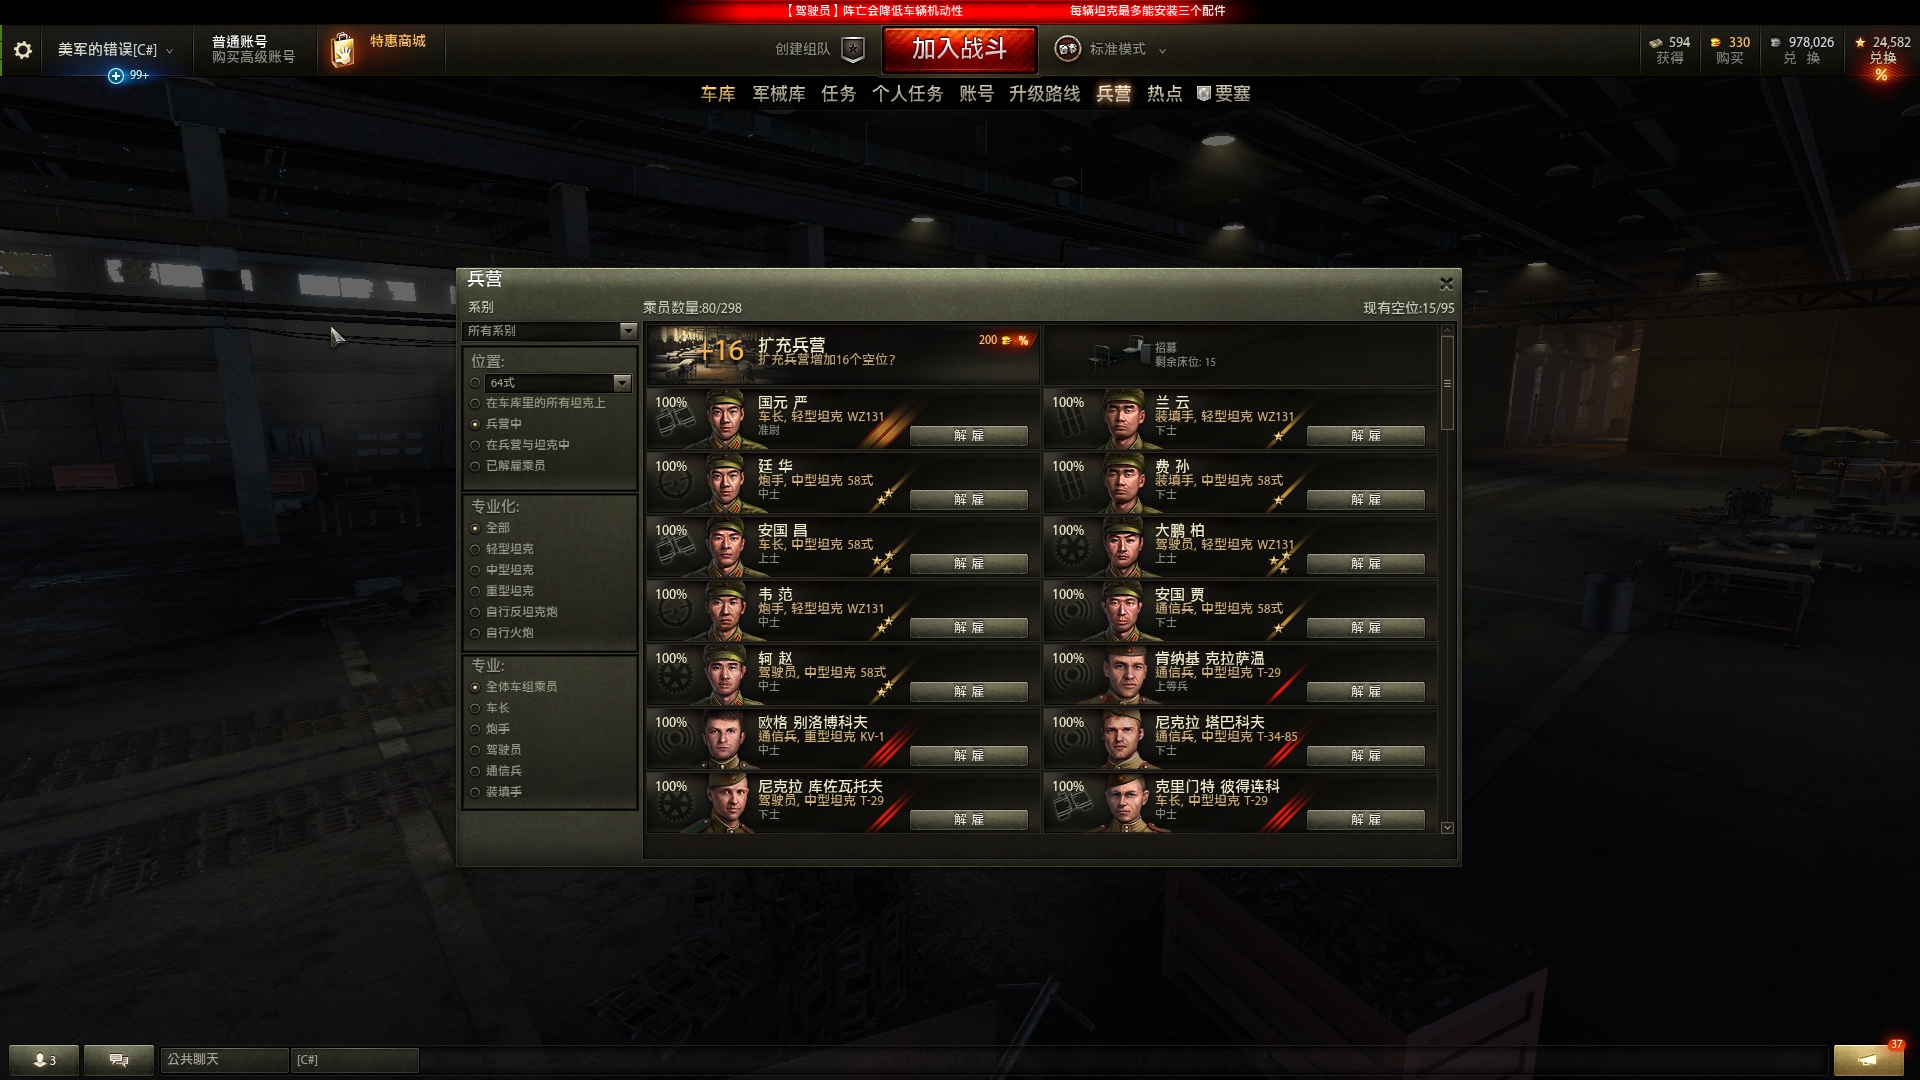 【驾驶员】阵亡会降低车辆机动性
每辆坦克最多能安装三个配件
美军的错误[C#]
99+
普通账号
购买高级账号
特惠商城
创建组队
加入战斗
标准模式
594
获得
330
购买
978,026
兑 换
24,582
兑换
%
车库 军械库 任务 个人任务 账号 升级路线 兵营 热点 要塞
兵营
系别
乘员数量:80/298
现有空位:15/95
所有系别
位置:
64式
在车库里的所有坦克上
兵营中
在兵营与坦克中
已解雇乘员
专业化:
全部
轻型坦克
中型坦克
重型坦克
自行反坦克炮
自行火炮
专业:
全体车组乘员
车长
炮手
驾驶员
通信兵
装填手
+16
扩充兵营
扩充兵营增加16个空位?
200 %
招募
剩余床位: 15
100%
国元 严
车长, 轻型坦克 WZ131
准尉
解 雇
100%
兰 云
装填手, 轻型坦克 WZ131
下士
解 雇
100%
廷 华
炮手, 中型坦克 58式
中士
解 雇
100%
费 孙
装填手, 中型坦克 58式
下士
解 雇
100%
安国 昌
车长, 中型坦克 58式
上士
解 雇
100%
大鹏 柏
驾驶员, 轻型坦克 WZ131
上士
解 雇
100%
韦 范
炮手, 轻型坦克 WZ131
中士
解 雇
100%
安国 贾
通信兵, 中型坦克 58式
下士
解 雇
100%
轲 赵
驾驶员, 中型坦克 58式
中士
解 雇
100%
肯纳基 克拉萨温
通信兵, 中型坦克 T-29
上等兵
解 雇
100%
欧格 别洛博科夫
通信兵, 重型坦克 KV-1
中士
解 雇
100%
尼克拉 塔巴科夫
通信兵, 中型坦克 T-34-85
下士
解 雇
100%
尼克拉 库佐瓦托夫
驾驶员, 中型坦克 T-29
下士
解 雇
100%
克里门特 彼得连科
车长, 中型坦克 T-29
中士
解 雇
3
公共聊天
[C#]
37